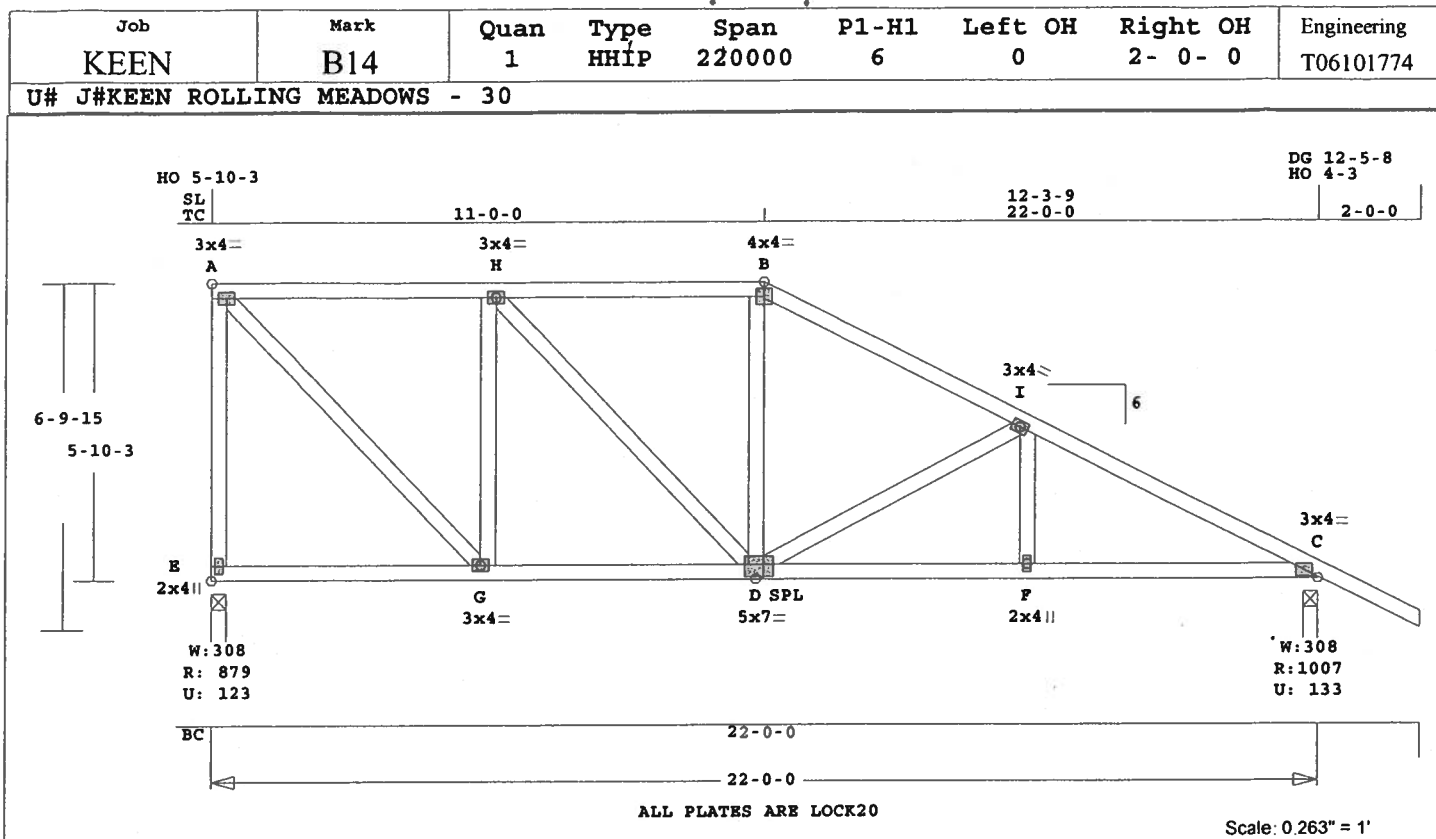 Job Mark Quan Type Span P1-H1 Left OH Right OH Engineering
KEEN B14 1 HHIP 220000 6 0 2- 0- 0 T06101774
U# J#KEEN ROLLING MEADOWS - 30
DG 12-5-8
HO 5-10-3 HO 4-3
SL 12-3-9
TC 11-0-0 22-0-0 2-0-0
3x4= 3x4= 4x4=
A H B
3x4=
I
6
6-9-15
5-10-3
3x4=
C
E
2x4||
G D SPL F
3x4= 5x7= 2x4||
W:308 W:308
R: 879 R:1007
U: 123 U: 133
BC 22-0-0
22-0-0
ALL PLATES ARE LOCK20
Scale: 0.263" = 1'